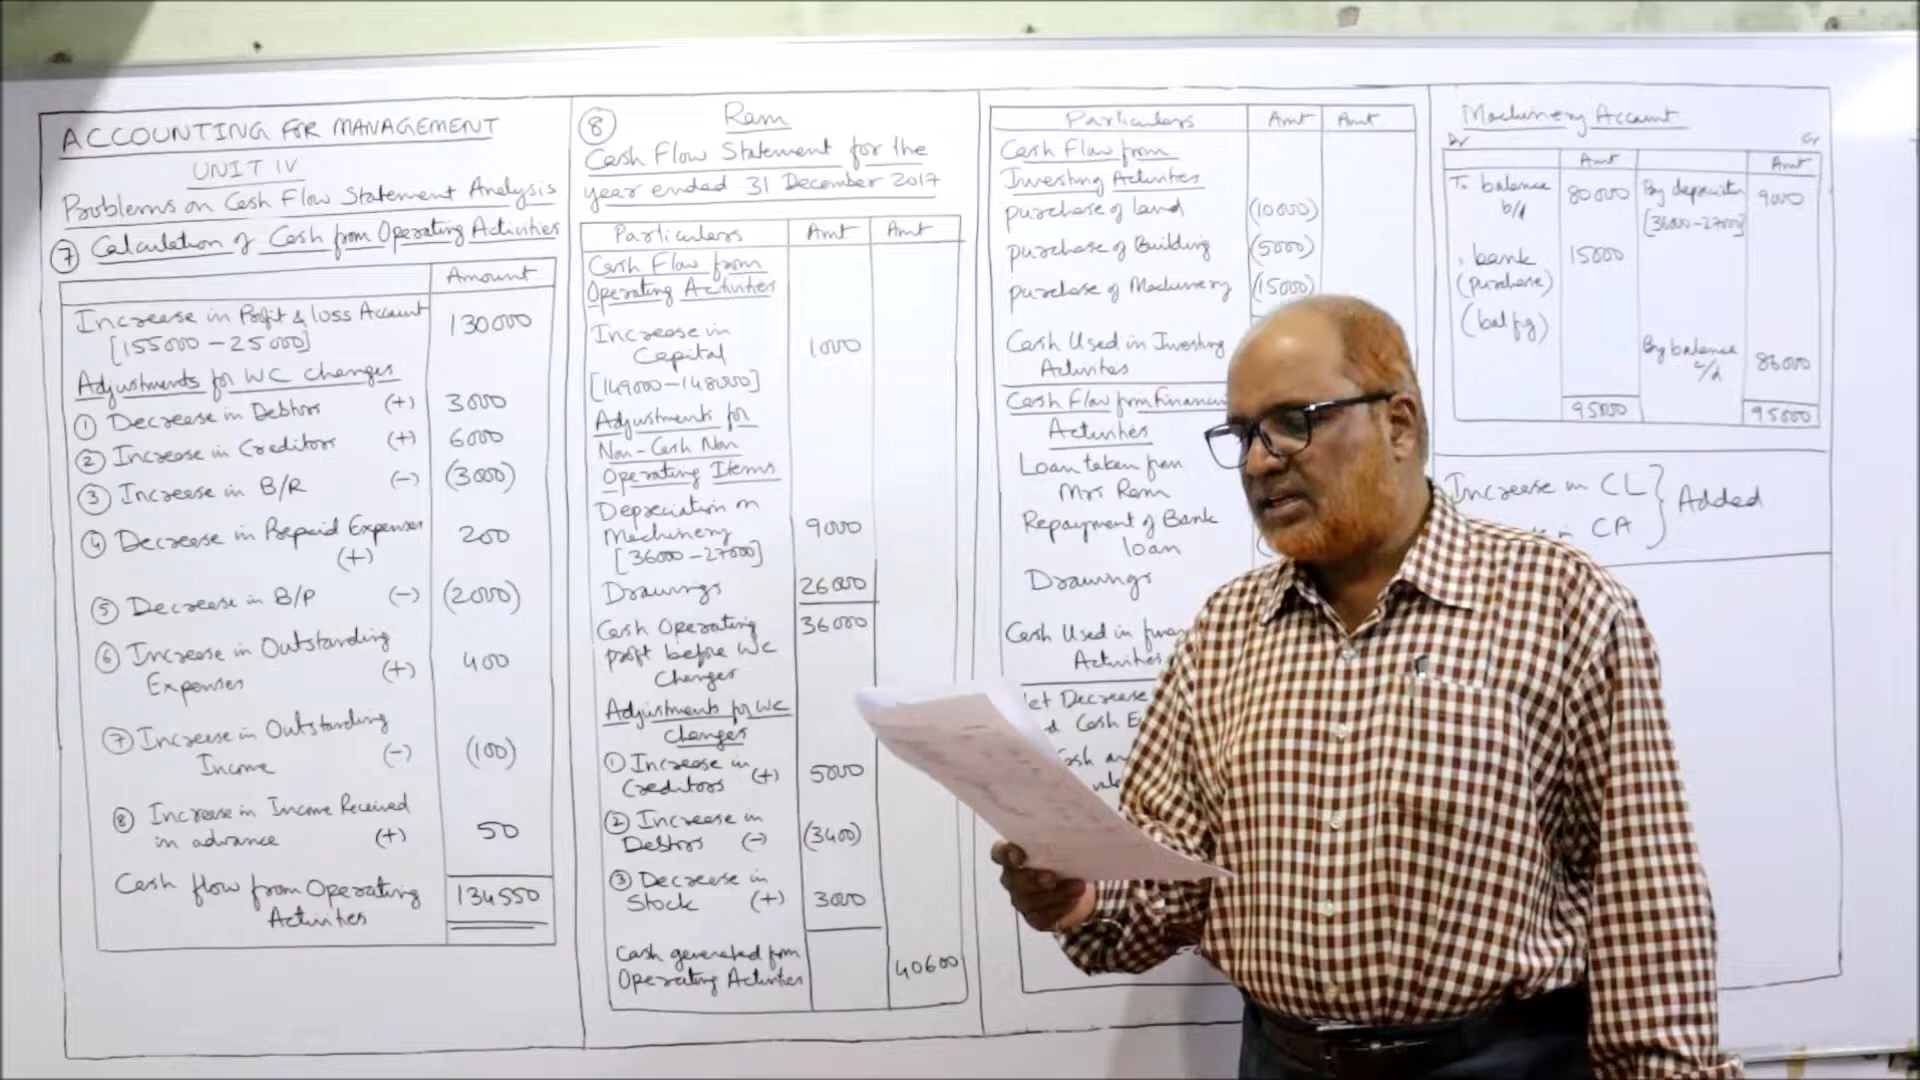 ACCOUNTING FOR MANAGEMENT
UNIT IV
Problems on Cash Flow Statement Analysis
⑦ Calculation of Cash from Operating Activities
Amount
Increase in Profit & loss Account 130000
[155000-25000]
Adjustments for WC changes
① Decrease in Debtors (+) 3000
② Increase in Creditors (+) 6000
③ Increase in B/R (-) (3000)
④ Decrease in Prepaid Expenses 200
(+)
⑤ Decrease in B/P (-) (2000)
⑥ Increase in Outstanding
Expenses (+) 400
⑦ Increase in Outstanding
Income (-) (100)
⑧ Increase in Income Received
in advance (+) 50
Cash flow from Operating 134550
Activities
⑧ Ram
Cash Flow Statement for the
year ended 31 December 2017
Particulars Amt Amt
Cash Flow from
Operating Activities
Increase in
Capital 1000
[149000-148000]
Adjustments for
Non-Cash Non
Operating Items
Depreciation on
Machinery 9000
[36000-27000]
Drawings 26000
Cash Operating 36000
profit before WC
Changes
Adjustments for WC
changes
① Increase in
Creditors (+) 5000
② Increase in
Debtors (-) (3400)
③ Decrease in
Stock (+) 3000
Cash generated from
Operating Activities 40600
Particulars Amt Amt
Cash Flow from
Investing Activities
purchase of land (10000)
purchase of Building (5000)
purchase of Machinery (15000)
Cash Used in Investing
Activities
Cash Flow from Financi
Activities
Loan taken from
Mrs Ram
Repayment of Bank
loan
Drawings
Cash Used in
Activities
et Decrease
d Cash E
Machinery Account
Dr Cr
Amt Amt
To balance 80000 By depreciatn 9000
b/d [36000-27000]
bank 15000
(purchase)
(bal fig)
By balance 86000
c/d
95000 95000
Increase in CL
in CA
Added